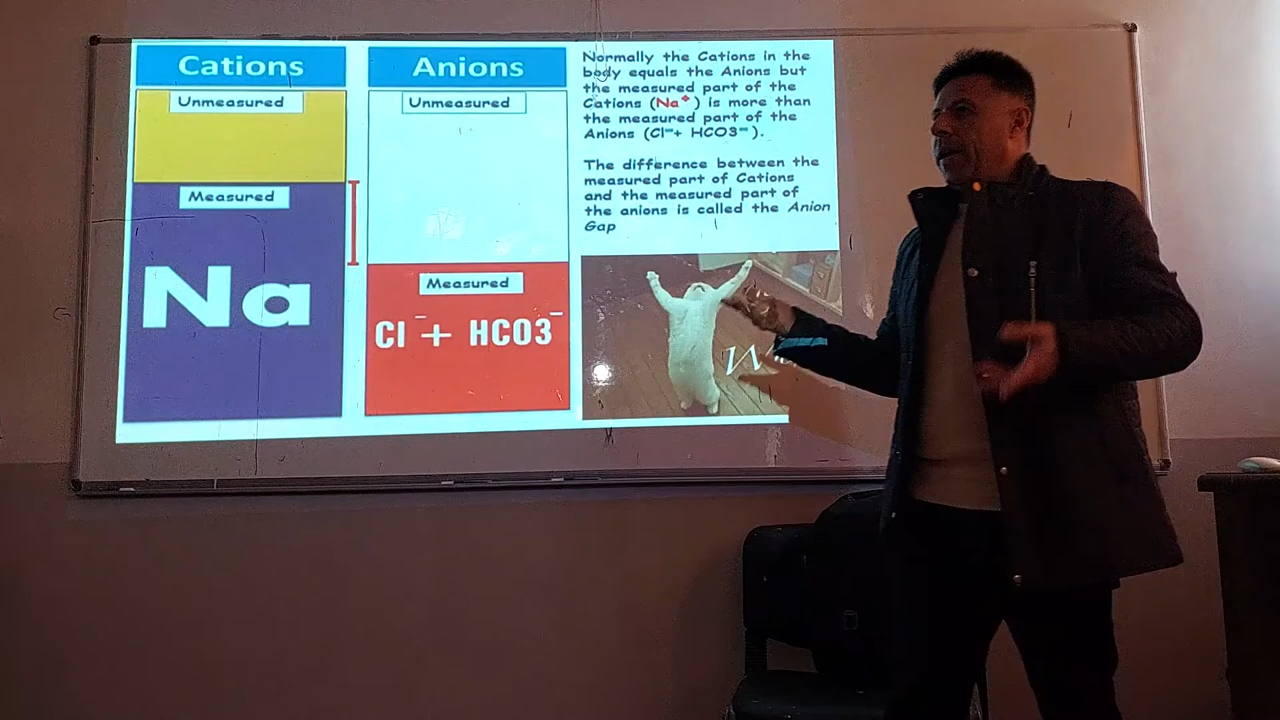 Cations
Unmeasured
Measured
Na
Anions
Unmeasured
Measured
Cl⁻ + HCO3⁻
Normally the Cations in the
body equals the Anions but
the measured part of the
Cations (Na⁺) is more than
the measured part of the
Anions (Cl⁻+ HCO3⁻).
The difference between the
measured part of Cations
and the measured part of
the anions is called the Anion
Gap